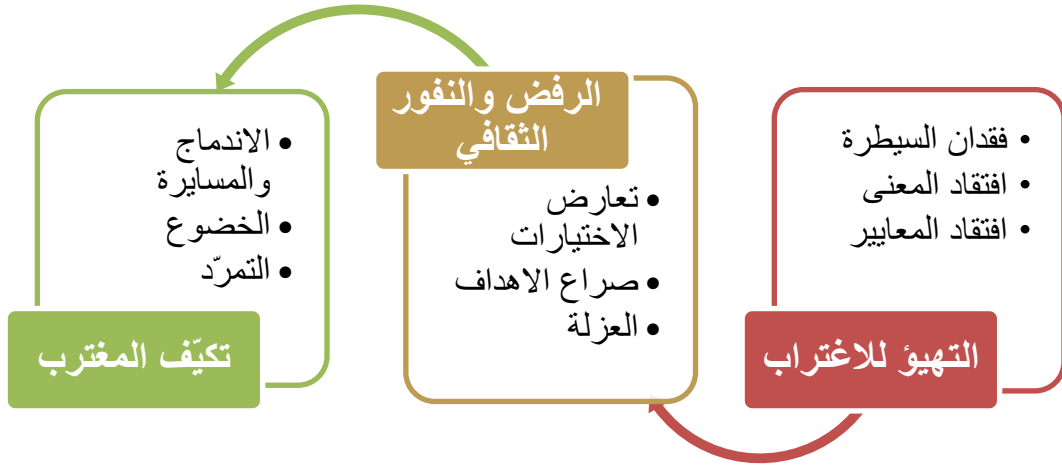 • فقدان السيطرة
• افتقاد المعنى
• افتقاد المعايير
التهيؤ للاغتراب
الرفض والنفور
الثقافي
• تعارض
الاختيارات
• صراع الاهداف
• العزلة
• الاندماج
والمسايرة
• الخضوع
• التمرّد
تكيّف المغترب